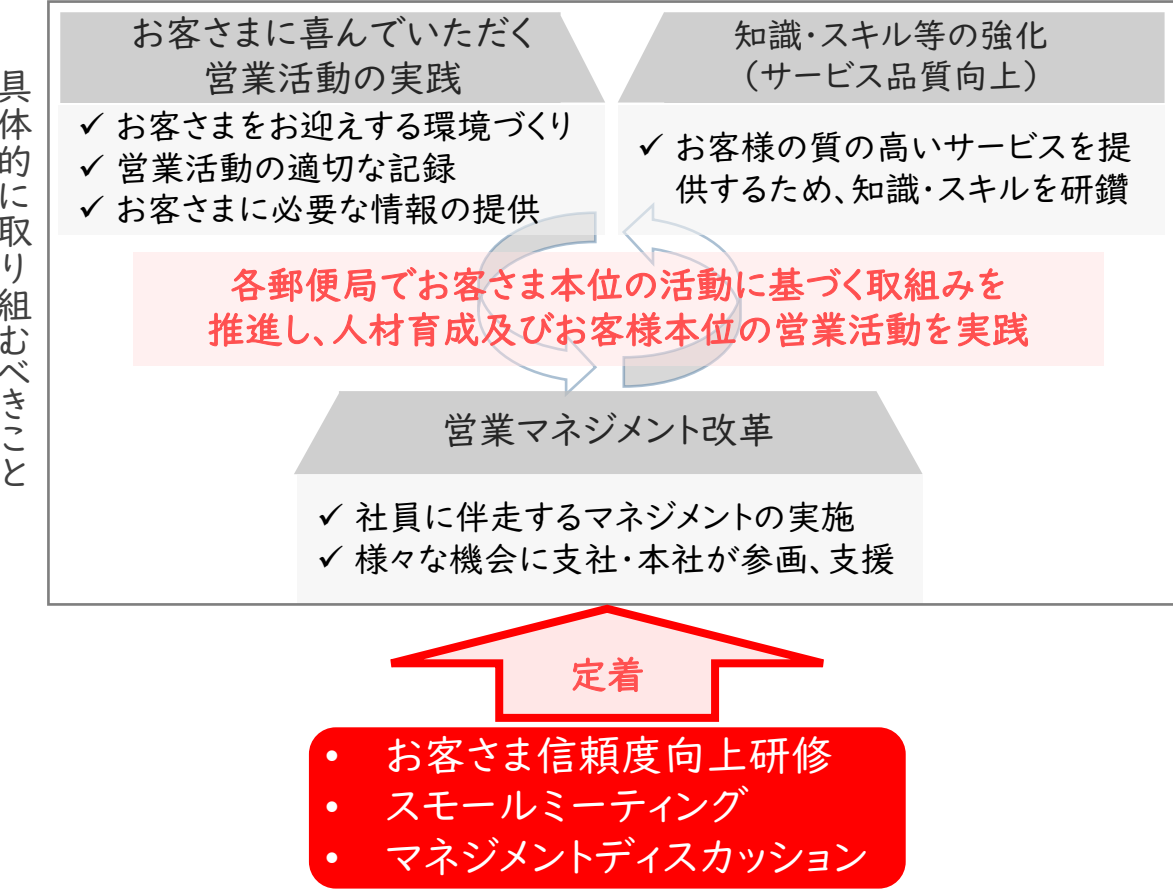 具体的に取り組むべきこと
お客さまに喜んでいただく
営業活動の実践
✓ お客さまをお迎えする環境づくり
✓ 営業活動の適切な記録
✓ お客さまに必要な情報の提供
知識・スキル等の強化
(サービス品質向上)
✓ お客様の質の高いサービスを提
供するため、知識・スキルを研鑽
各郵便局でお客さま本位の活動に基づく取組みを
推進し、人材育成及びお客様本位の営業活動を実践
営業マネジメント改革
✓ 社員に伴走するマネジメントの実施
✓ 様々な機会に支社・本社が参画、支援
定着
• お客さま信頼度向上研修
• スモールミーティング
• マネジメントディスカッション